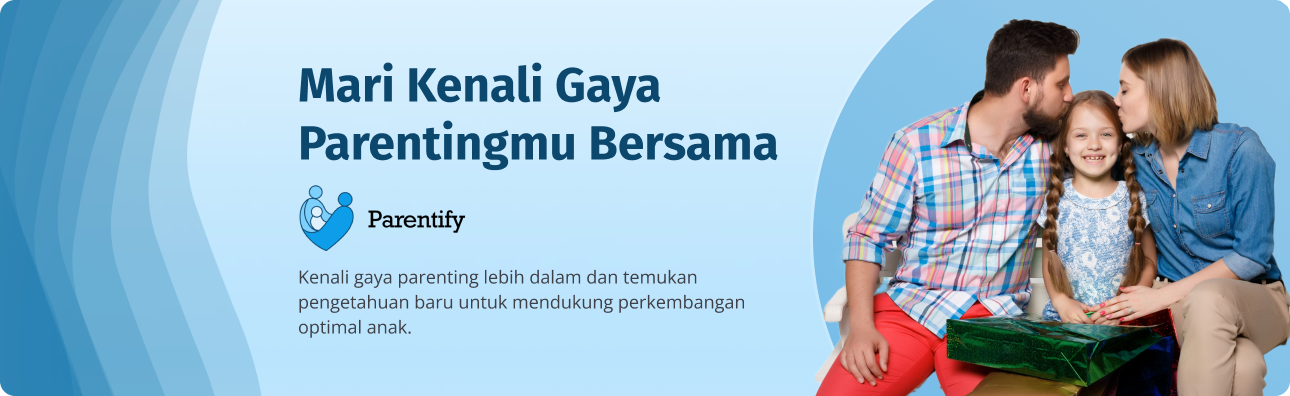 Mari Kenali Gaya
Parentingmu Bersama
Parentify
Kenali gaya parenting lebih dalam dan temukan
pengetahuan baru untuk mendukung perkembangan
optimal anak.